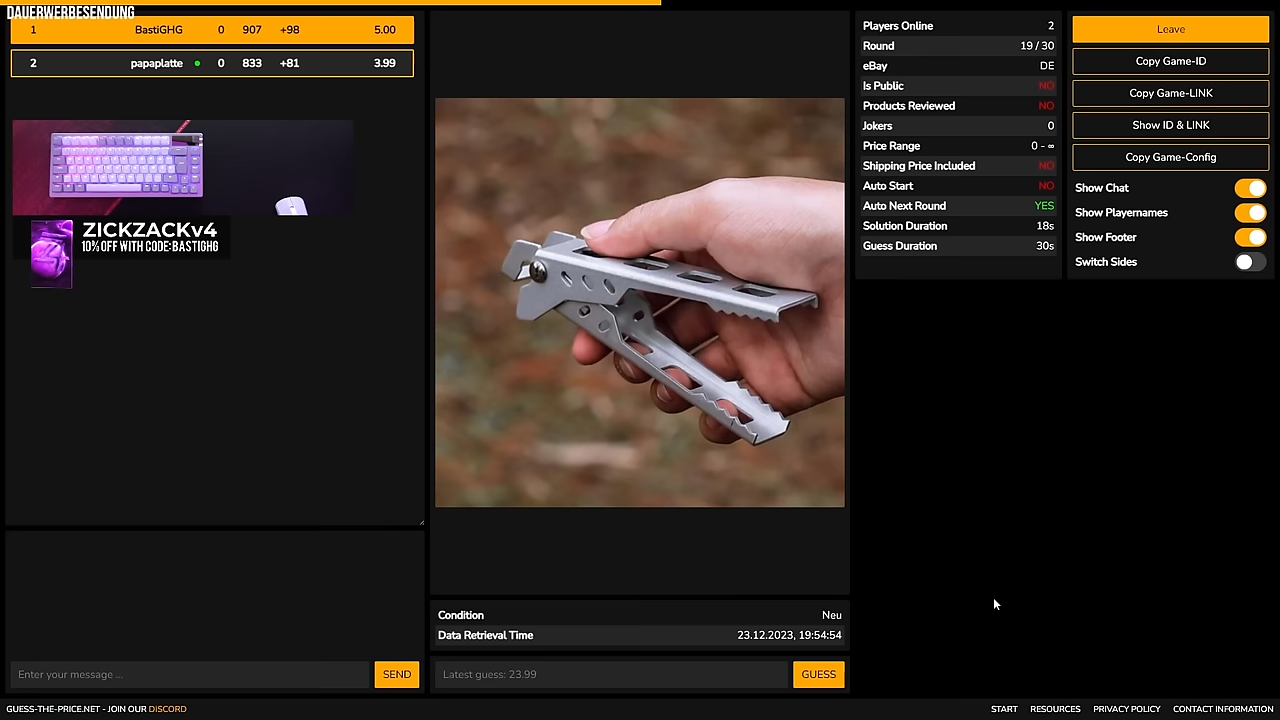 DAUERWERBESENDUNG
1 BastiGHG 0 907 +98 5.00
2 papaplatte 0 833 +81 3.99
ZICKZACKv4
10% OFF WITH CODE:BASTIGHG
Enter your message ... SEND
Condition Neu
Data Retrieval Time 23.12.2023, 19:54:54
Latest guess: 23.99 GUESS
Players Online 2
Round 19 / 30
eBay DE
Is Public NO
Products Reviewed NO
Jokers 0
Price Range 0 - ∞
Shipping Price Included NO
Auto Start NO
Auto Next Round YES
Solution Duration 18s
Guess Duration 30s
Leave
Copy Game-ID
Copy Game-LINK
Show ID & LINK
Copy Game-Config
Show Chat
Show Playernames
Show Footer
Switch Sides
GUESS-THE-PRICE.NET - JOIN OUR DISCORD
START RESOURCES PRIVACY POLICY CONTACT INFORMATION